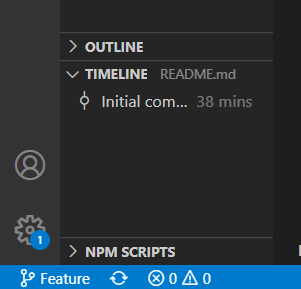 OUTLINE
TIMELINE README.md
Initial com... 38 mins
1
NPM SCRIPTS
Feature 0 0